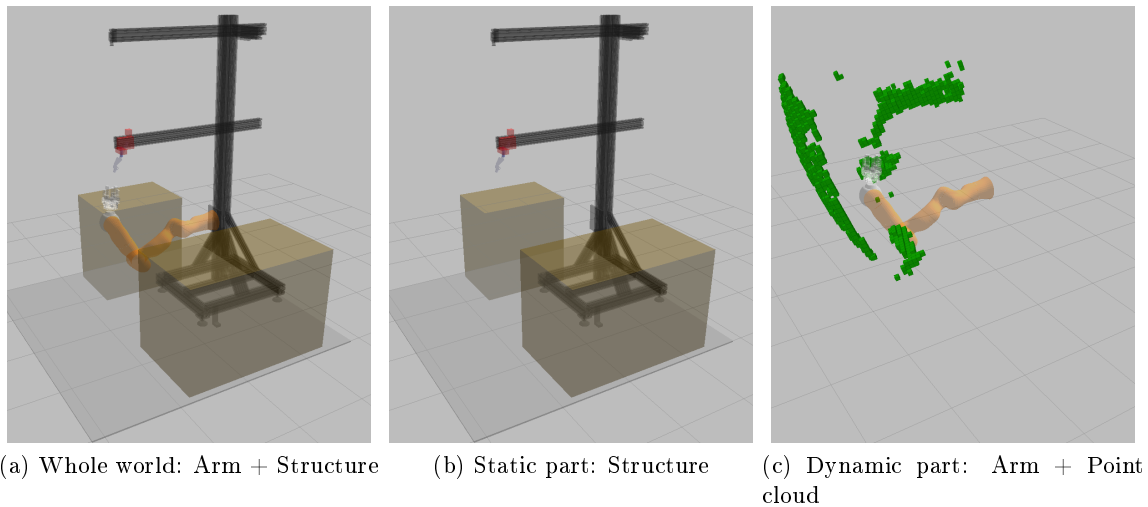 (a) Whole world: Arm + Structure
(b) Static part: Structure
(c) Dynamic part: Arm + Point
cloud